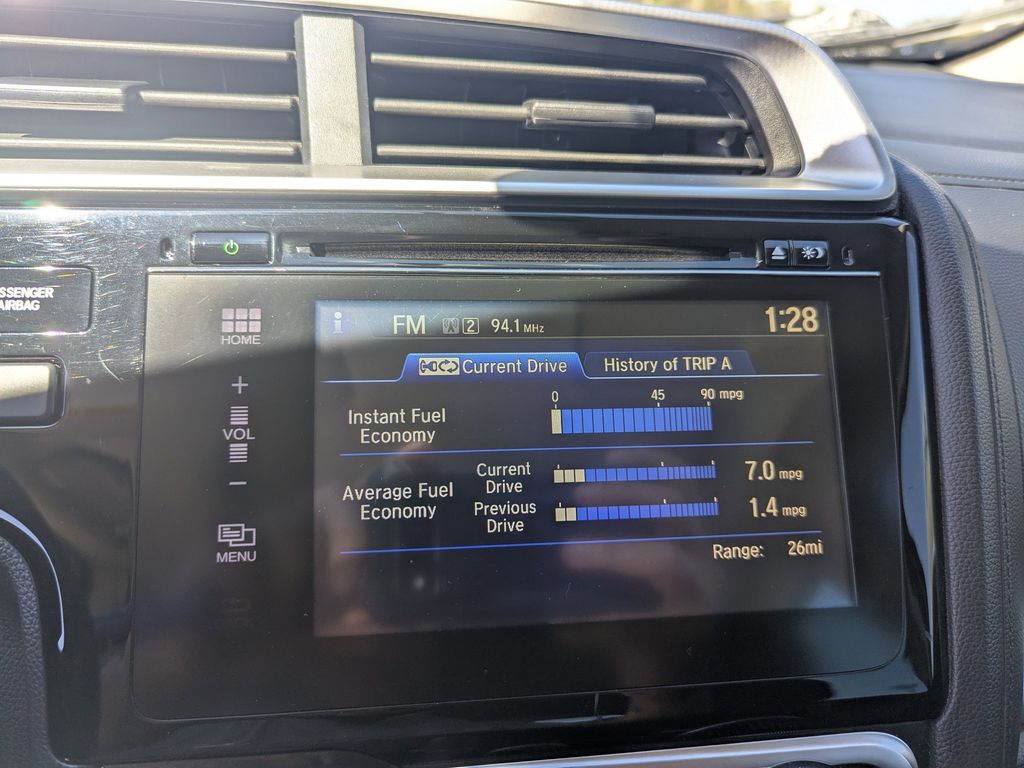 PASSENGER
AIRBAG
HOME
+
VOL
−
MENU
i FM 2 94.1 MHz 1:28
Current Drive History of TRIP A
0 45 90 mpg
Instant Fuel
Economy
Average Fuel
Economy
Current
Drive
7.0 mpg
Previous
Drive
1.4 mpg
Range: 26mi